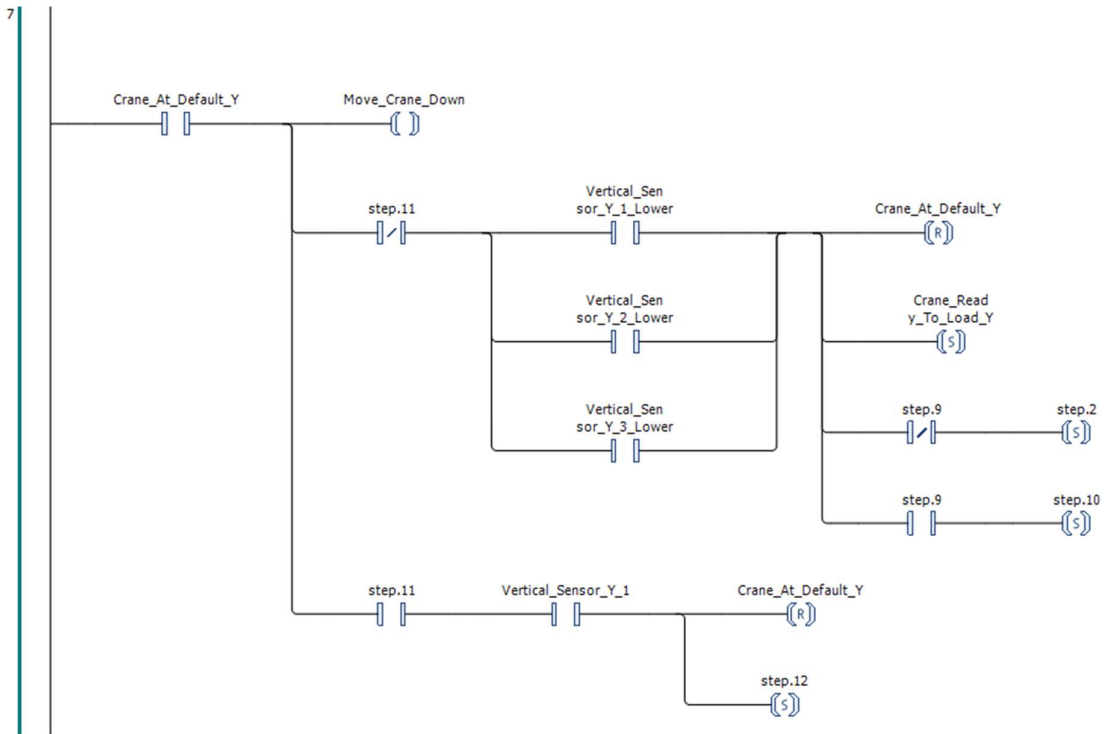 7
Crane_At_Default_Y
Move_Crane_Down
step.11
Vertical_Sen
sor_Y_1_Lower
Crane_At_Default_Y
R
Vertical_Sen
sor_Y_2_Lower
Crane_Read
y_To_Load_Y
S
Vertical_Sen
sor_Y_3_Lower
step.9
step.2
S
step.9
step.10
S
step.11
Vertical_Sensor_Y_1
Crane_At_Default_Y
R
step.12
S